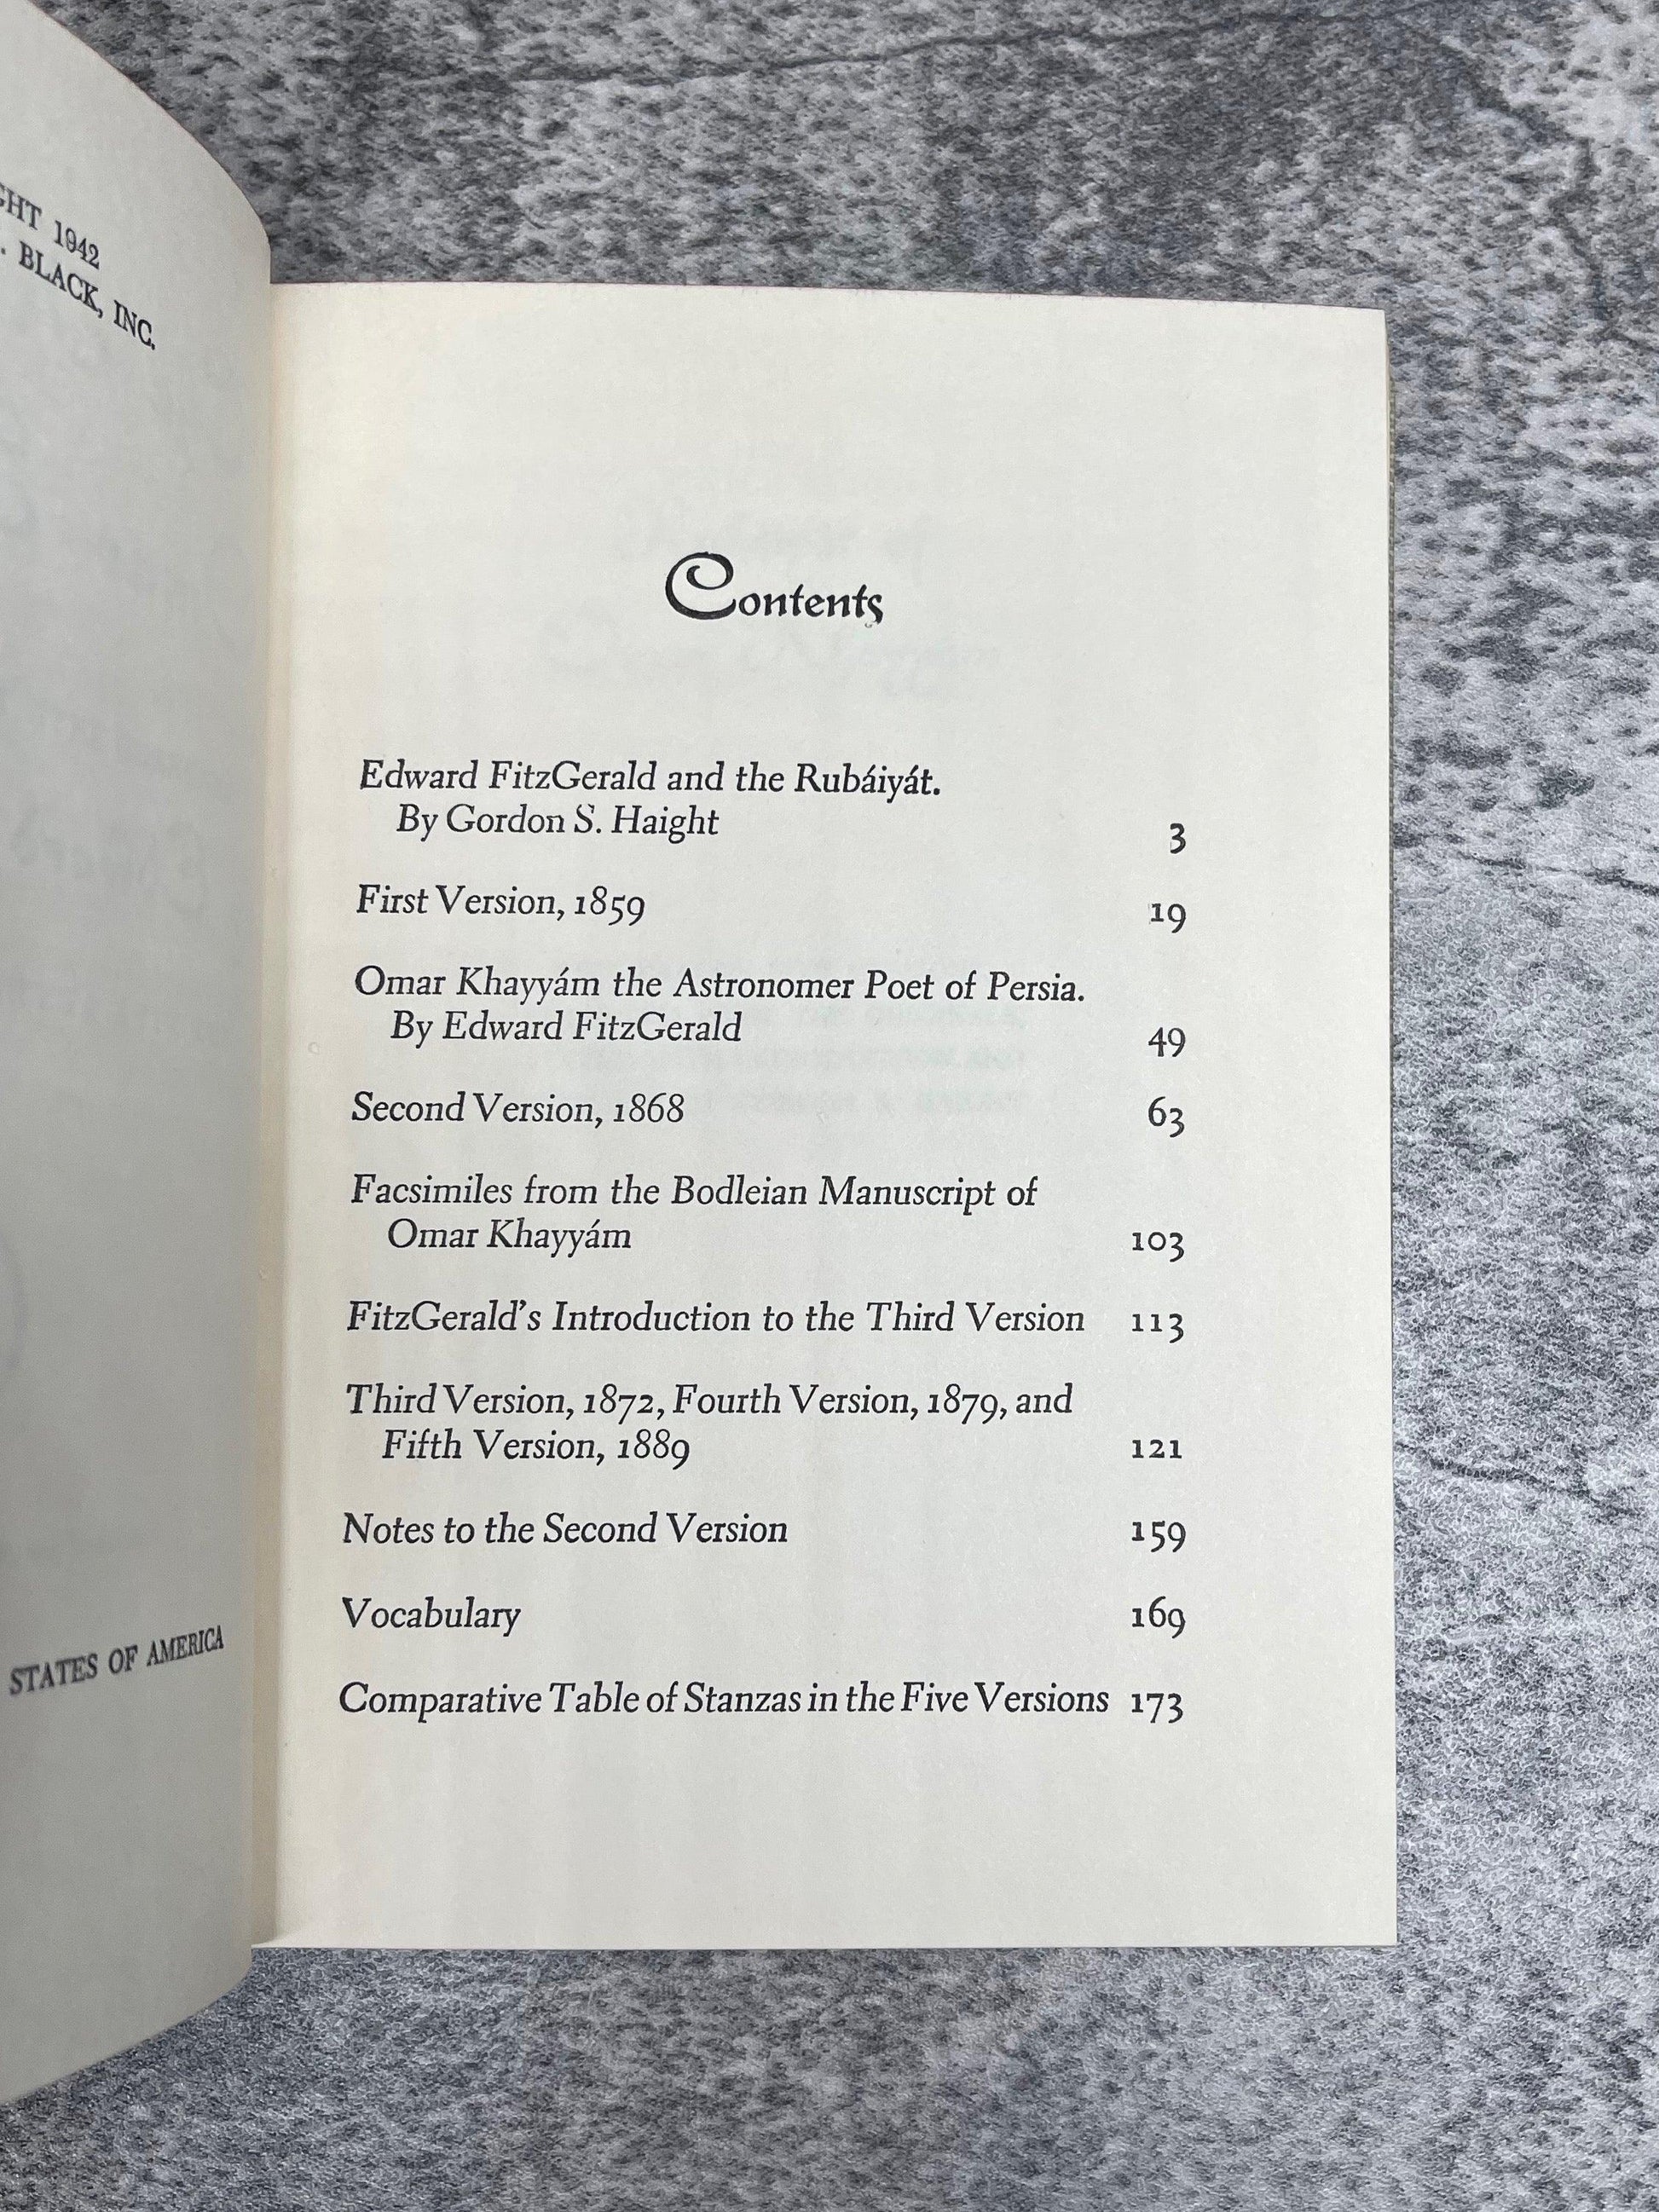 GHT 1942
. BLACK, INC.
STATES OF AMERICA
Contents
Edward FitzGerald and the Rubáiyát.
By Gordon S. Haight 3
First Version, 1859 19
Omar Khayyám the Astronomer Poet of Persia.
By Edward FitzGerald 49
Second Version, 1868 63
Facsimiles from the Bodleian Manuscript of
Omar Khayyám 103
FitzGerald's Introduction to the Third Version 113
Third Version, 1872, Fourth Version, 1879, and
Fifth Version, 1889 121
Notes to the Second Version 159
Vocabulary 169
Comparative Table of Stanzas in the Five Versions 173